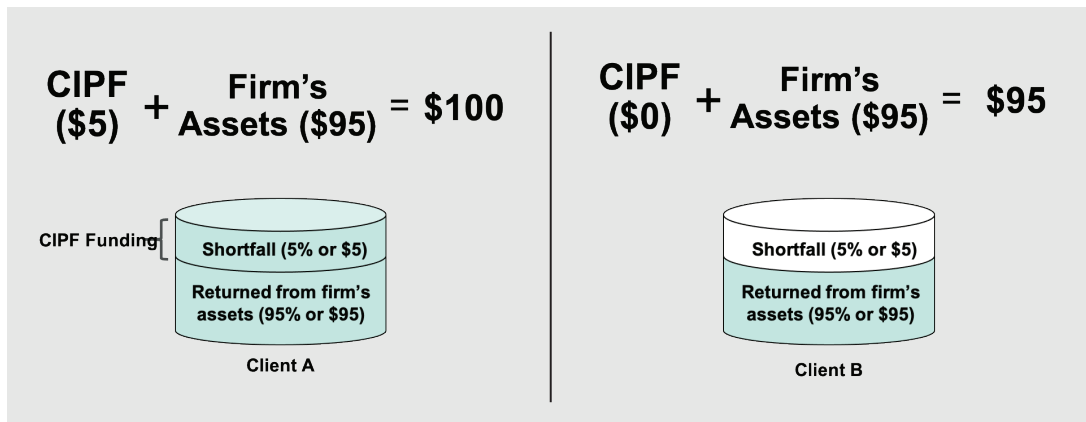 CIPF
($5)
+
Firm's
Assets ($95)
= $100
CIPF Funding
Shortfall (5% or $5)
Returned from firm's
assets (95% or $95)
Client A
CIPF
($0)
+
Firm's
Assets ($95)
= $95
Shortfall (5% or $5)
Returned from firm's
assets (95% or $95)
Client B